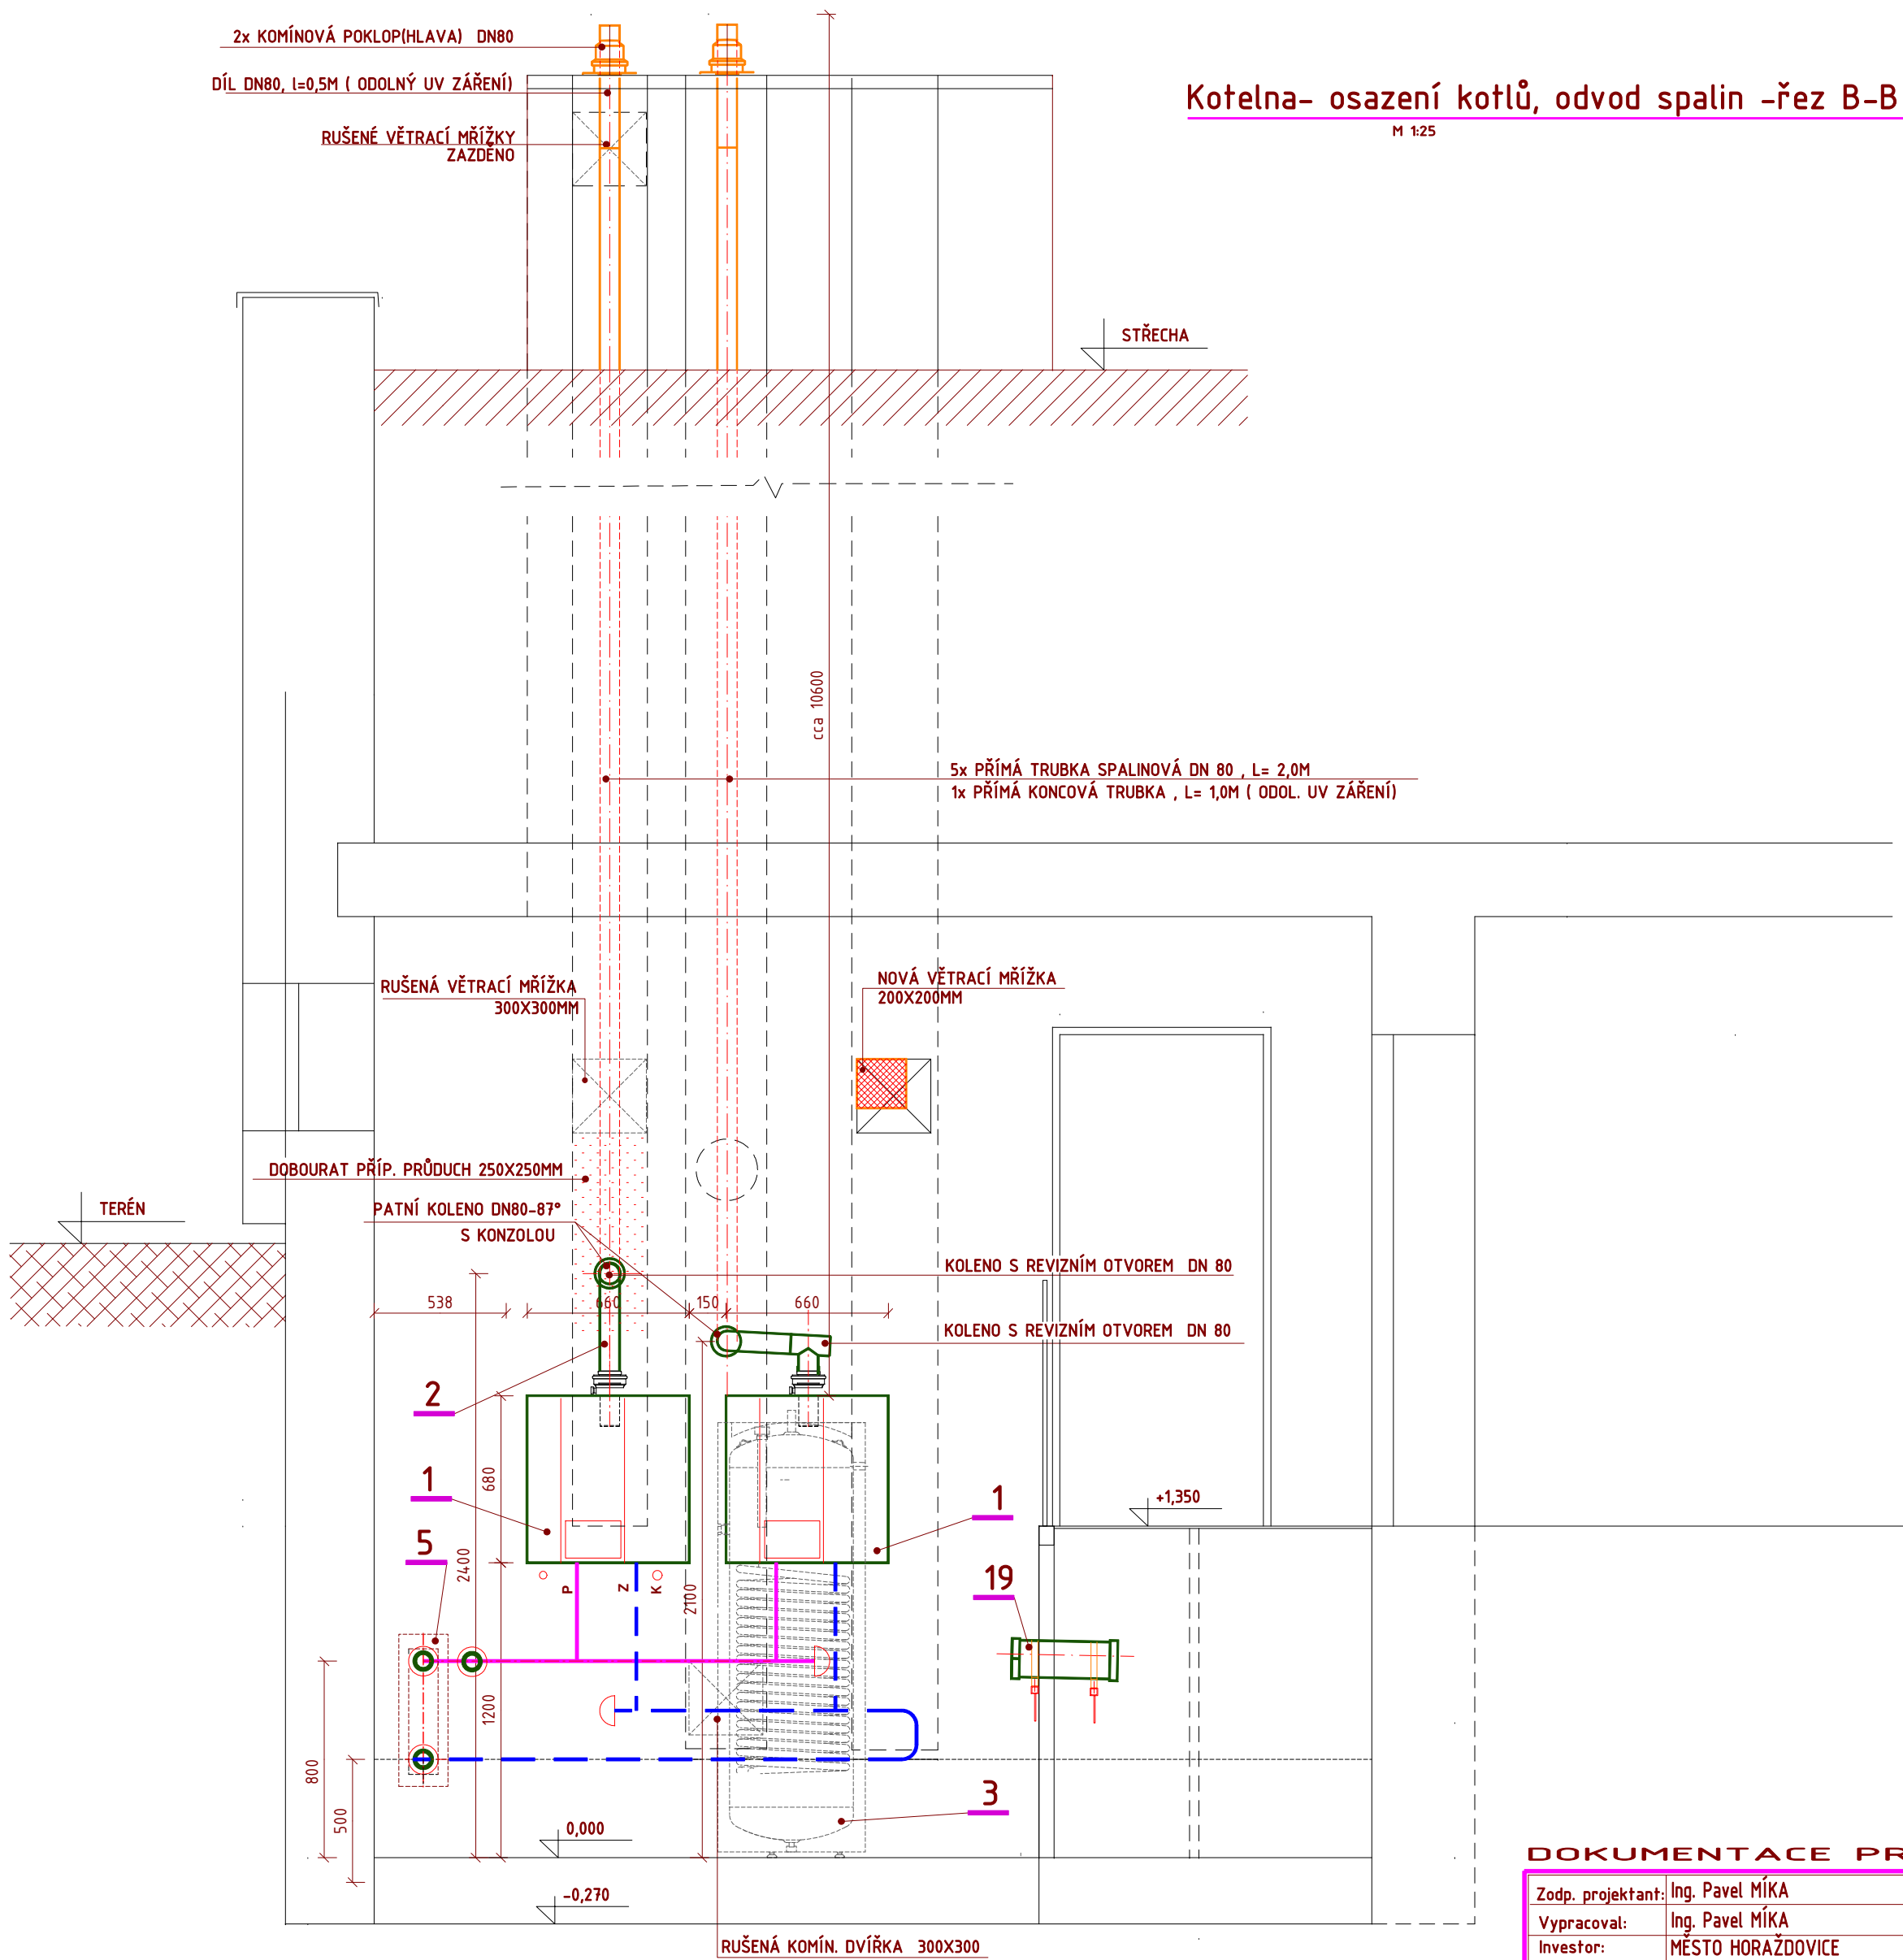 2x KOMÍNOVÁ POKLOP(HLAVA) DN80
DÍL DN80, l=0,5M ( ODOLNÝ UV ZÁŘENÍ)
RUŠENÉ VĚTRACÍ MŘÍŽKY
ZAZDĚNO
Kotelna- osazení kotlů, odvod spalin -řez B-B
M 1:25
STŘECHA
cca 10600
5x PŘÍMÁ TRUBKA SPALINOVÁ DN 80 , L= 2,0M
1x PŘÍMÁ KONCOVÁ TRUBKA , L= 1,0M ( ODOL. UV ZÁŘENÍ)
RUŠENÁ VĚTRACÍ MŘÍŽKA
300X300MM
NOVÁ VĚTRACÍ MŘÍŽKA
200X200MM
DOBOURAT PŘÍP. PRŮDUCH 250X250MM
TERÉN
PATNÍ KOLENO DN80-87°
S KONZOLOU
KOLENO S REVIZNÍM OTVOREM DN 80
538
660
150
660
KOLENO S REVIZNÍM OTVOREM DN 80
2
1
680
1
+1,350
5
2400
P
Z
K
2100
19
1200
800
500
3
0,000
-0,270
RUŠENÁ KOMÍN. DVÍŘKA 300X300
DOKUMENTACE PR
Zodp. projektant: Ing. Pavel MÍKA
Vypracoval: Ing. Pavel MÍKA
Investor: MĚSTO HORAŽĎOVICE